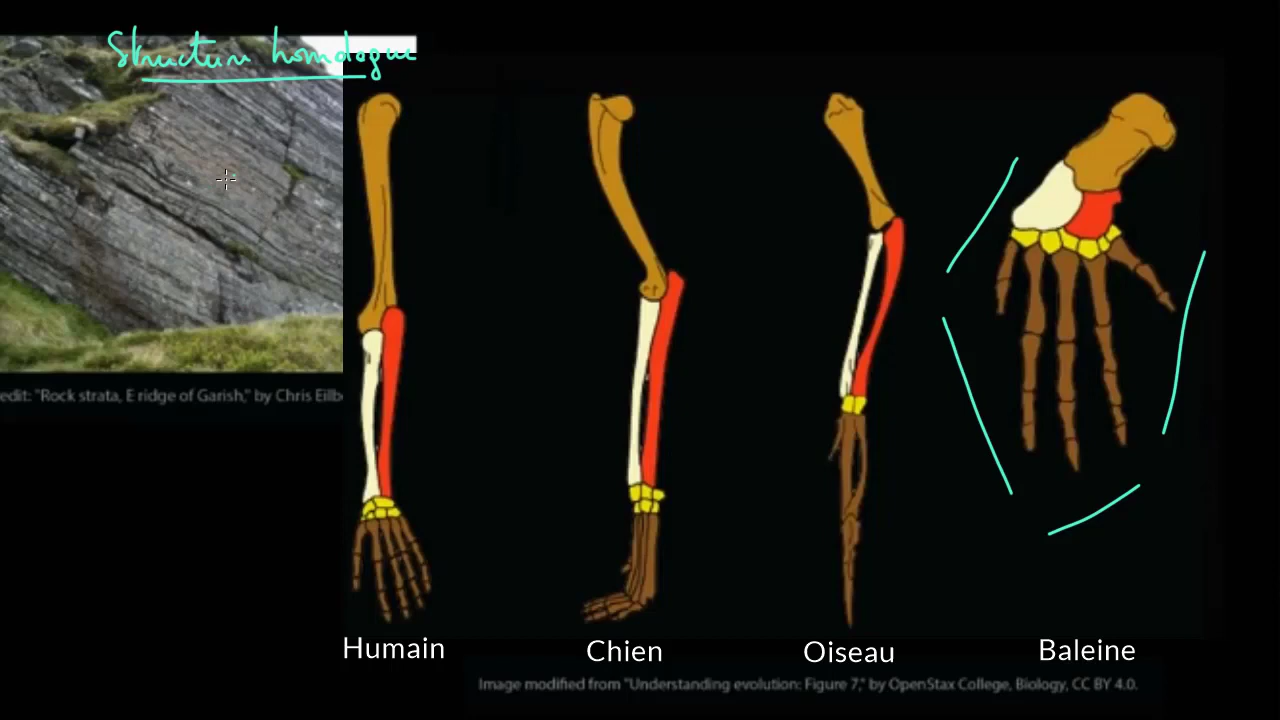 Structure homologue
edit: "Rock strata, E ridge of Garish," by Chris Eilb
Humain
Chien
Oiseau
Baleine
Image modified from "Understanding evolution: Figure 7," by OpenStax College, Biology, CC BY 4.0.